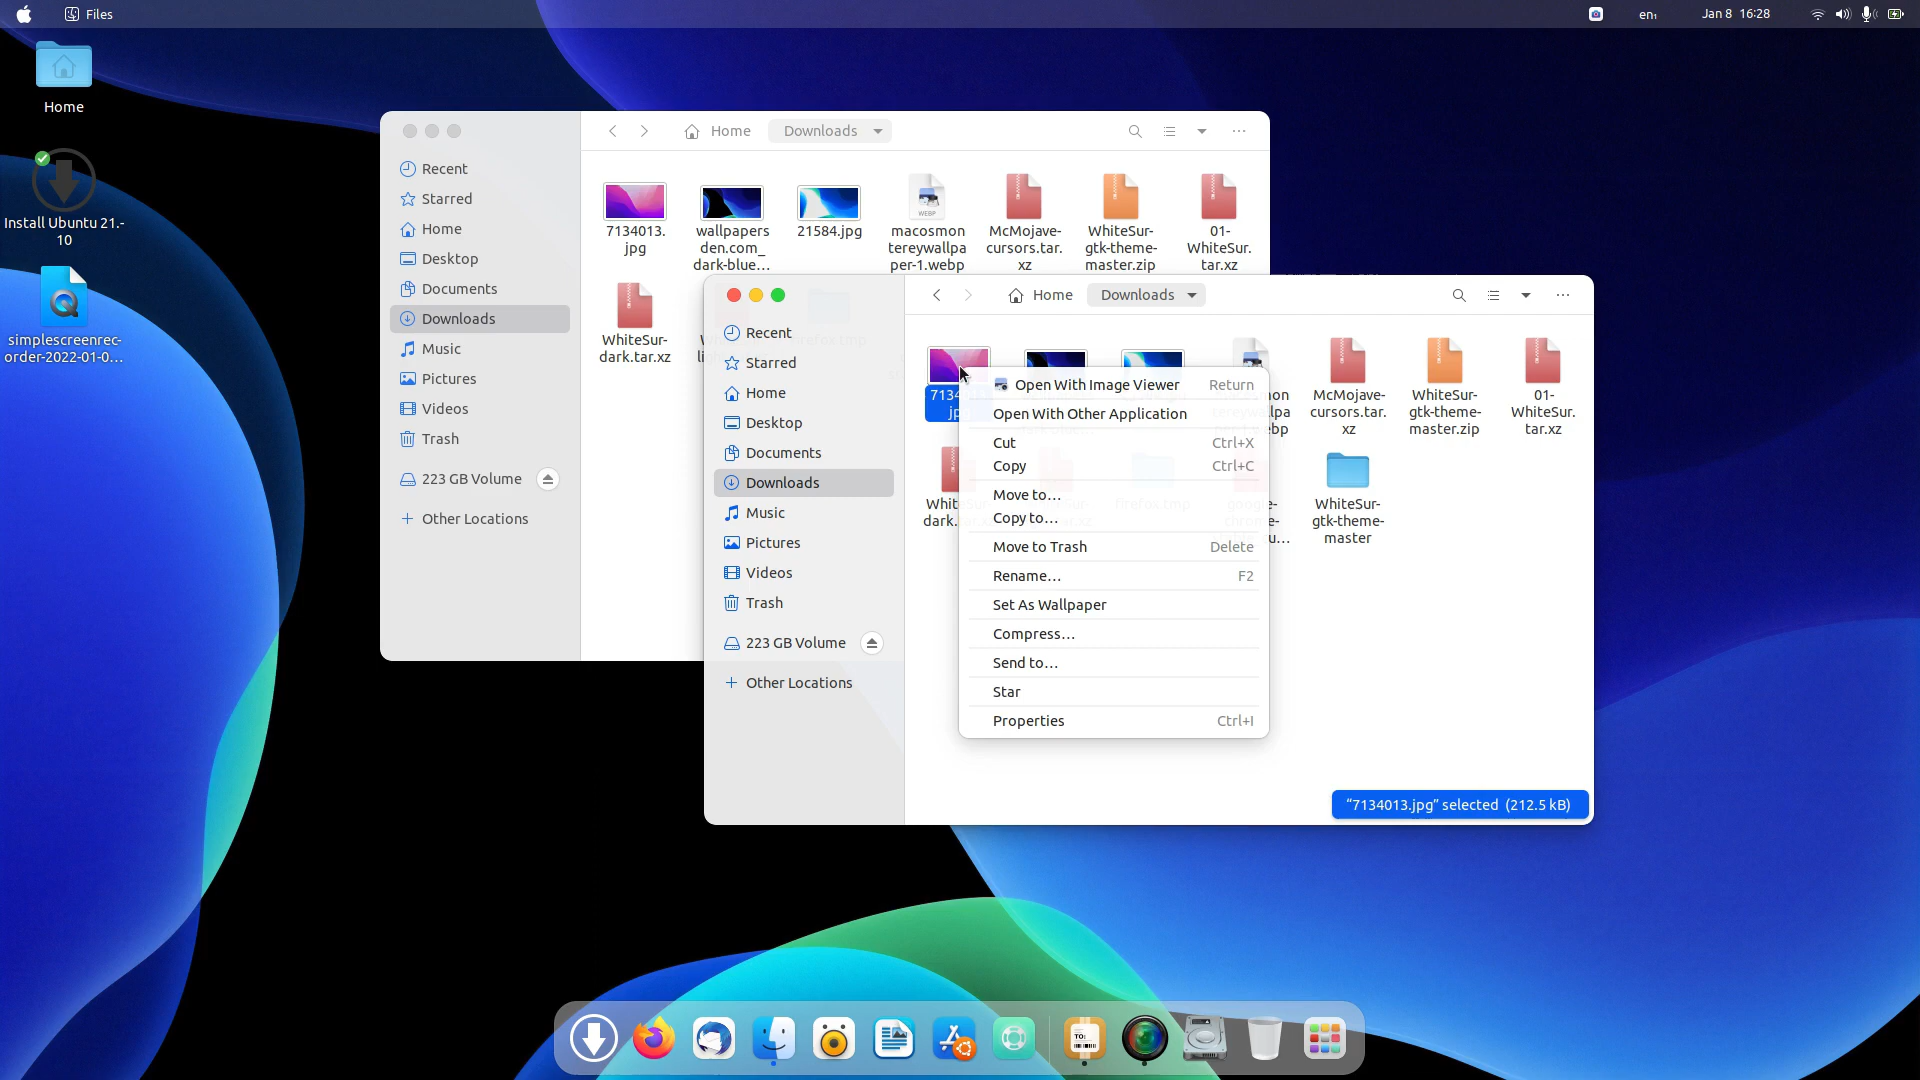 Files
en₁
Jan 8 16:28
Home
Install Ubuntu 21.-
10
simplescreenrec-
order-2022-01-0...
Home
Downloads
Recent
Starred
Home
Desktop
Documents
Downloads
Music
Pictures
Videos
Trash
223 GB Volume
Other Locations
7134013.
jpg
wallpapers
den.com_
dark-blue...
21584.jpg
WEBP
macosmon
tereywallpa
per-1.webp
McMojave-
cursors.tar.
xz
WhiteSur-
gtk-theme-
master.zip
01-
WhiteSur.
tar.xz
WhiteSur-
dark.tar.xz
Home
Downloads
Recent
Starred
Home
Desktop
Documents
Downloads
Music
Pictures
Videos
Trash
223 GB Volume
Other Locations
McMojave-
cursors.tar.
xz
WhiteSur-
gtk-theme-
master.zip
01-
WhiteSur.
tar.xz
firefox.tmp
WhiteSur-
gtk-theme-
master
Open With Image Viewer Return
Open With Other Application
Cut Ctrl+X
Copy Ctrl+C
Move to...
Copy to...
Move to Trash Delete
Rename... F2
Set As Wallpaper
Compress...
Send to...
Star
Properties Ctrl+I
“7134013.jpg” selected (212.5 kB)
TO: